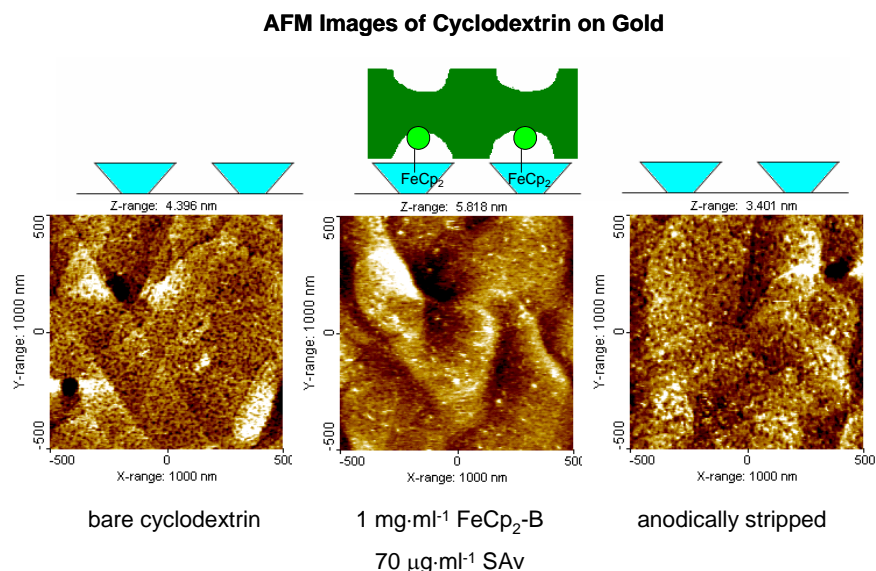 AFM Images of Cyclodextrin on Gold
FeCp₂ FeCp₂
Z-range: 4.396 nm
Z-range: 5.818 nm
Z-range: 3.401 nm
500
0
-500
Y-range: 1000 nm
-500 0 500
X-range: 1000 nm
500
0
-500
Y-range: 1000 nm
-500 0 500
X-range: 1000 nm
500
0
-500
Y-range: 1000 nm
-500 0 500
X-range: 1000 nm
bare cyclodextrin
1 mg·ml⁻¹ FeCp₂-B
70 μg·ml⁻¹ SAv
anodically stripped